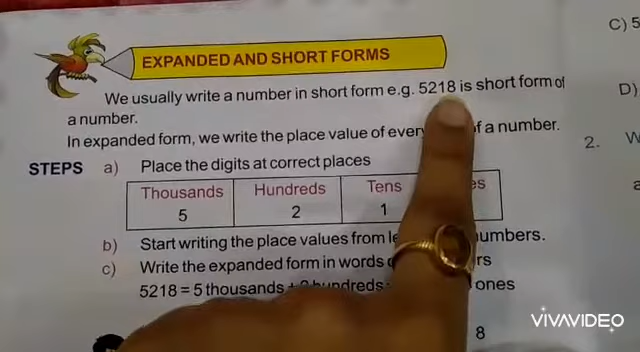 C) 5
EXPANDED AND SHORT FORMS
We usually write a number in short form e.g. 5218 is short form of
a number.
D)
In expanded form, we write the place value of of a number.
2. W
STEPS a) Place the digits at correct places
Thousands Hundreds Tens
5 2 1
b) Start writing the place values from
c) Write the expanded form in words
5218 = 5 thousands + 2 hundreds ones
8
VIVAVIDEO